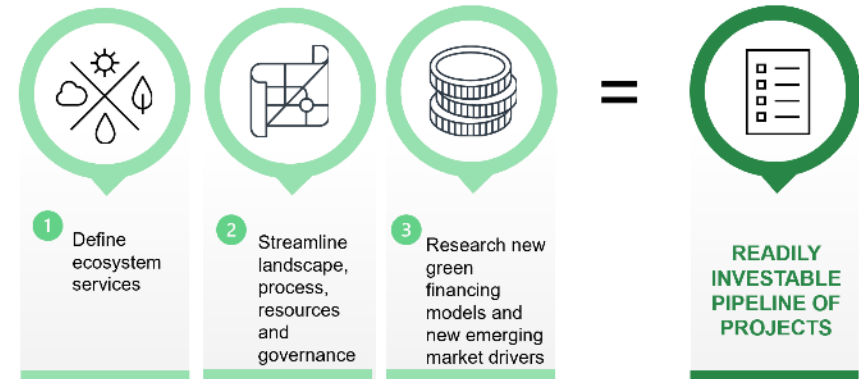 1
Define
ecosystem
services
2
Streamline
landscape,
process,
resources
and
governance
3
Research new
green
financing
models and
new emerging
market drivers
=
READILY
INVESTABLE
PIPELINE OF
PROJECTS